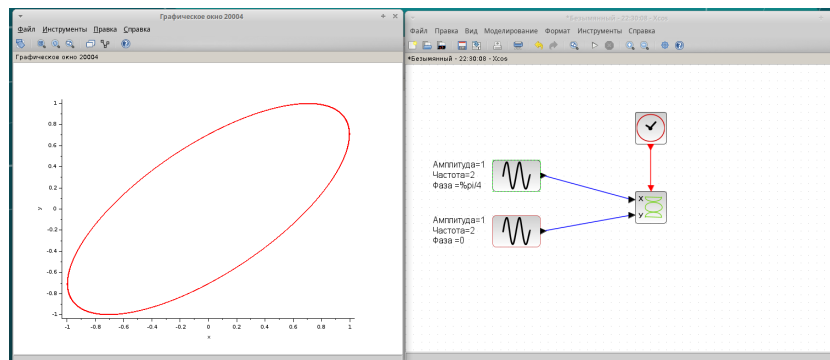 Графическое окно 20004
Файл Инструменты Правка Справка
Графическое окно 20004
1
0.8
0.6
0.4
0.2
0
-0.2
-0.4
-0.6
-0.8
-1
y
-1 -0.8 -0.6 -0.4 -0.2 0 0.2 0.4 0.6 0.8 1
x
*Безымянный - 22:30:08 - Xcos
Файл Правка Вид Моделирование Формат Инструменты Справка
*Безымянный - 22:30:08 - Xcos
Амплитуда=1
Частота=2
Фаза =%pi/4
Амплитуда=1
Частота=2
Фаза =0
X
Y